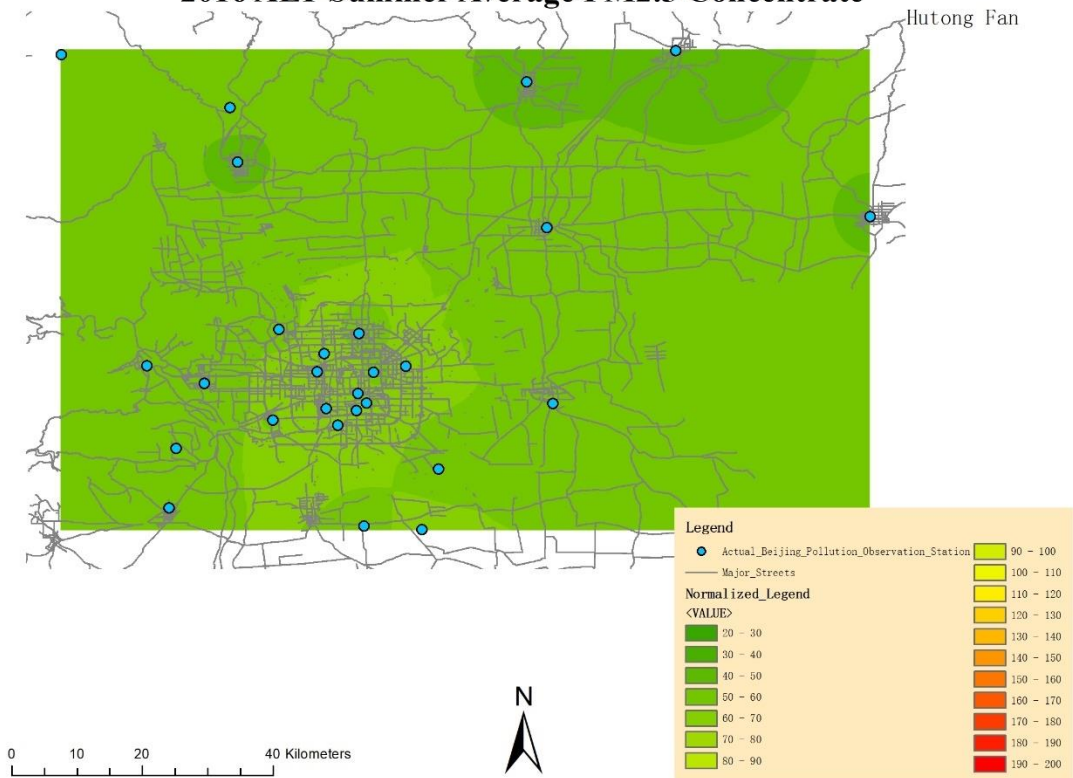 Hutong Fan
Legend
Actual_Beijing_Pollution_Observation_Station
Major_Streets
Normalized_Legend
<VALUE>
20 - 30
30 - 40
40 - 50
50 - 60
60 - 70
70 - 80
80 - 90
90 - 100
100 - 110
110 - 120
120 - 130
130 - 140
140 - 150
150 - 160
160 - 170
170 - 180
180 - 190
190 - 200
N
0 10 20 40 Kilometers